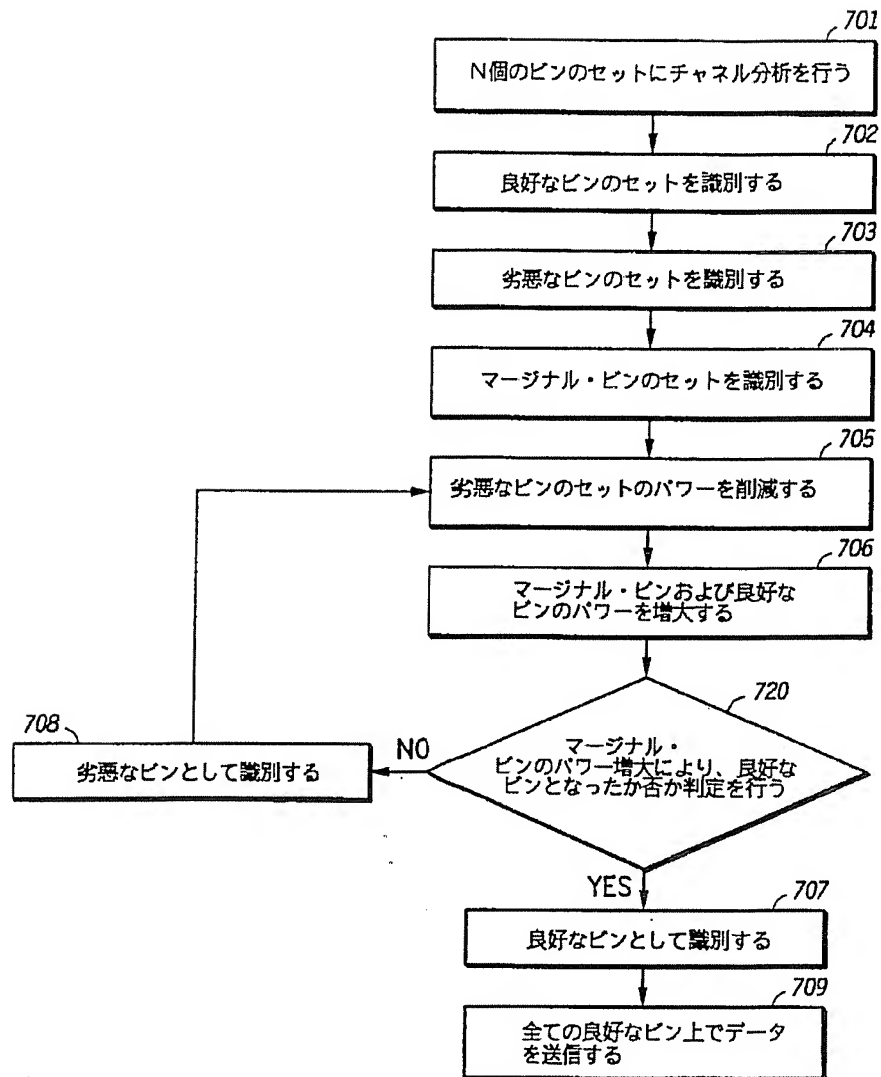 701
N個のビンのセットにチャネル分析を行う
702
良好なビンのセットを識別する
703
劣悪なビンのセットを識別する
704
マージナル・ビンのセットを識別する
705
劣悪なビンのセットのパワーを削減する
706
マージナル・ビンおよび良好な
ビンのパワーを増大する
720
マージナル・
ビンのパワー増大により、良好な
ビンとなったか否か判定を行う
NO
708
劣悪なビンとして識別する
YES
707
良好なビンとして識別する
709
全ての良好なビン上でデータ
を送信する